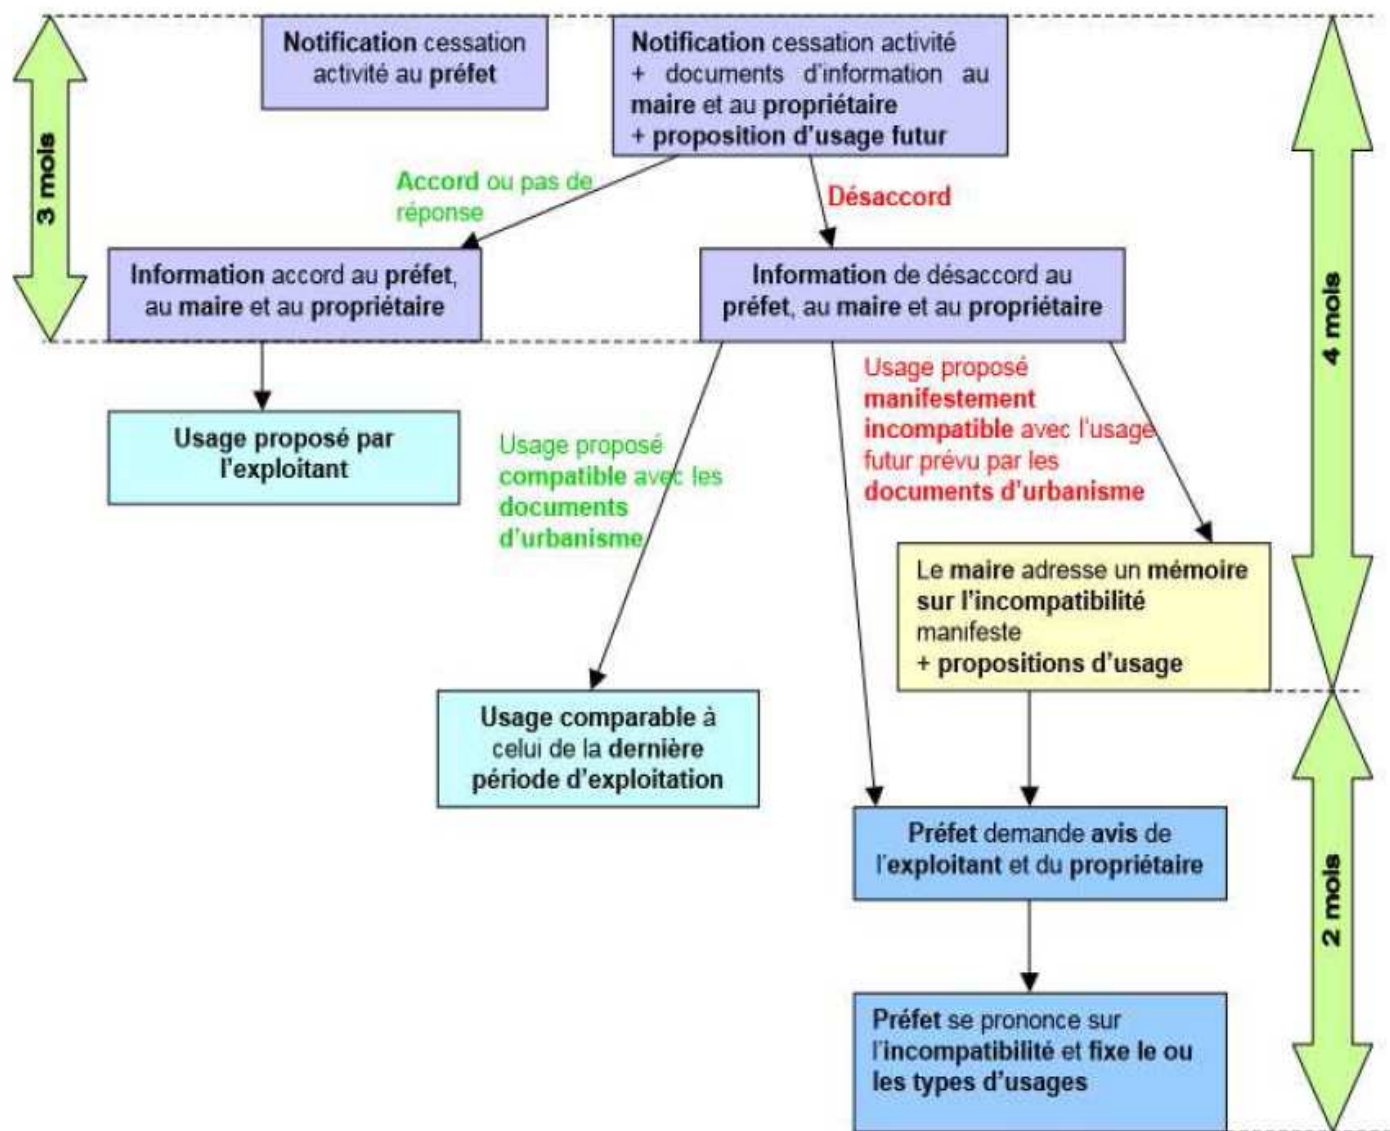 Notification cessation
activité au préfet
Notification cessation activité
+ documents d'information au
maire et au propriétaire
+ proposition d'usage futur
3 mois
Accord ou pas de
réponse
Désaccord
Information accord au préfet,
au maire et au propriétaire
Information de désaccord au
préfet, au maire et au propriétaire
4 mois
Usage proposé par
l'exploitant
Usage proposé
compatible avec les
documents
d'urbanisme
Usage proposé
manifestement
incompatible avec l'usage
futur prévu par les
documents d'urbanisme
Le maire adresse un mémoire
sur l'incompatibilité
manifeste
+ propositions d'usage
Usage comparable à
celui de la dernière
période d'exploitation
Préfet demande avis de
l'exploitant et du propriétaire
2 mois
Préfet se prononce sur
l'incompatibilité et fixe le ou
les types d'usages